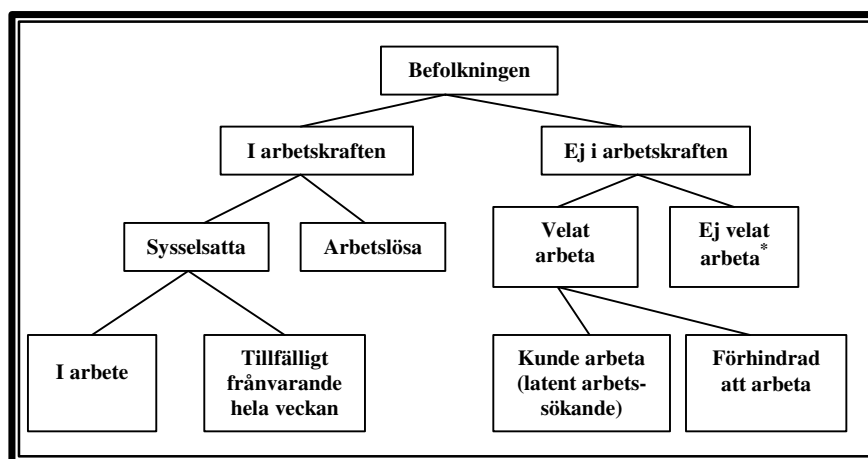 Befolkningen
I arbetskraften
Ej i arbetskraften
Sysselsatta
Arbetslösa
Velat
arbeta
Ej velat
arbeta*
I arbete
Tillfälligt
frånvarande
hela veckan
Kunde arbeta
(latent arbets-
sökande)
Förhindrad
att arbeta